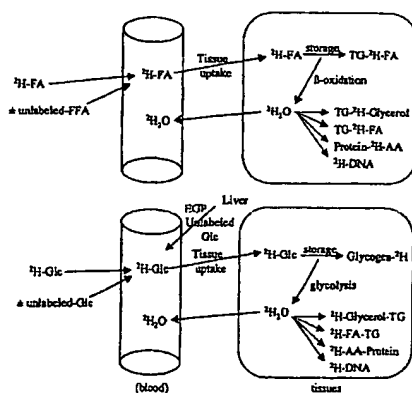 ²H-FA
± unlabeled-FFA
²H-FA
²H₂O
Tissue
uptake
²H-FA
storage
TG-²H-FA
β-oxidation
²H₂O
TG-²H-Glycerol
TG-²H-FA
Protein-²H-AA
²H-DNA
Liver
EGP
Unlabeled
Glc
²H-Glc
± unlabeled-Glc
²H-Glc
²H₂O
Tissue
uptake
²H-Glc
storage
Glycogen-²H
glycolysis
²H₂O
²H-Glycerol-TG
²H-FA-TG
²H-AA-Protein
²H-DNA
(blood)
tissues